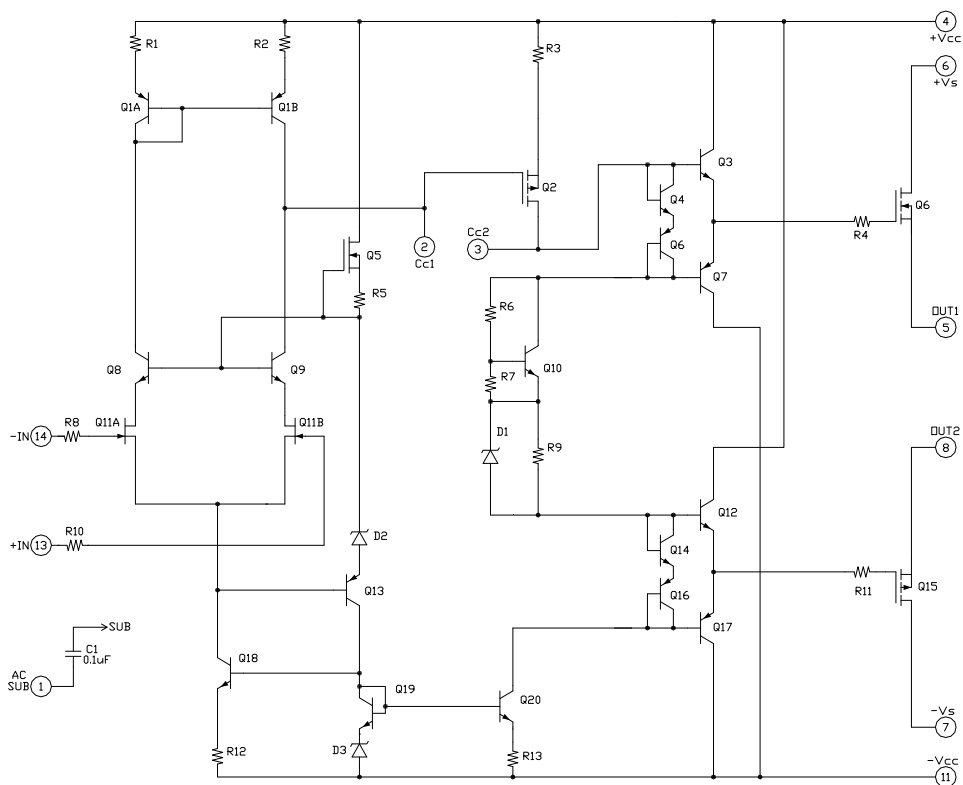 4
+Vcc
R1
R2
R3
6
+Vs
Q1A
Q1B
Q3
Q2
Q4
Q6
R4
Q6
Cc2
2
3
Cc1
Q5
Q7
R5
R6
OUT1
5
Q8
Q9
R7
Q10
R8
Q11A
Q11B
-IN
14
D1
R9
OUT2
8
Q12
R10
+IN
13
D2
Q14
Q13
Q16
R11
Q15
SUB
C1
0.1uF
Q17
Q18
AC
SUB
1
Q19
Q20
-Vs
7
R12
D3
R13
-Vcc
11